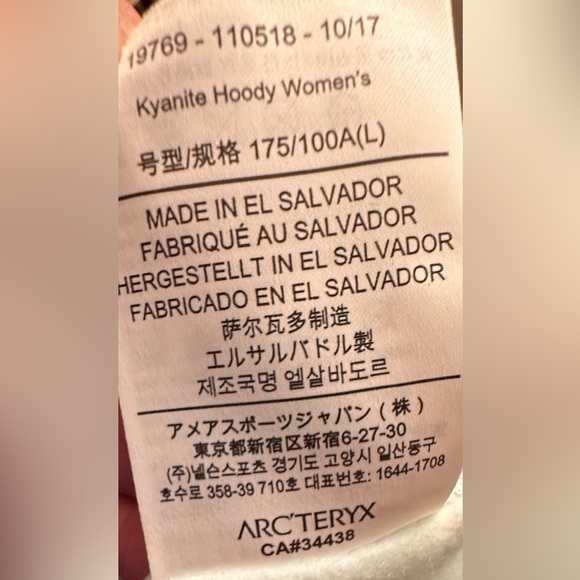 19769 - 110518 - 10/17
Kyanite Hoody Women's
号型/规格 175/100A(L)
MADE IN EL SALVADOR
FABRIQUÉ AU SALVADOR
HERGESTELLT IN EL SALVADOR
FABRICADO EN EL SALVADOR
萨尔瓦多制造
エルサルバドル製
제조국명 엘살바도르
アメアスポーツジャパン(株)
東京都新宿区新宿6-27-30
(주)넬슨스포츠 경기도 고양시 일산동구
호수로 358-39 710호 대표번호: 1644-1708
ARC'TERYX
CA#34438